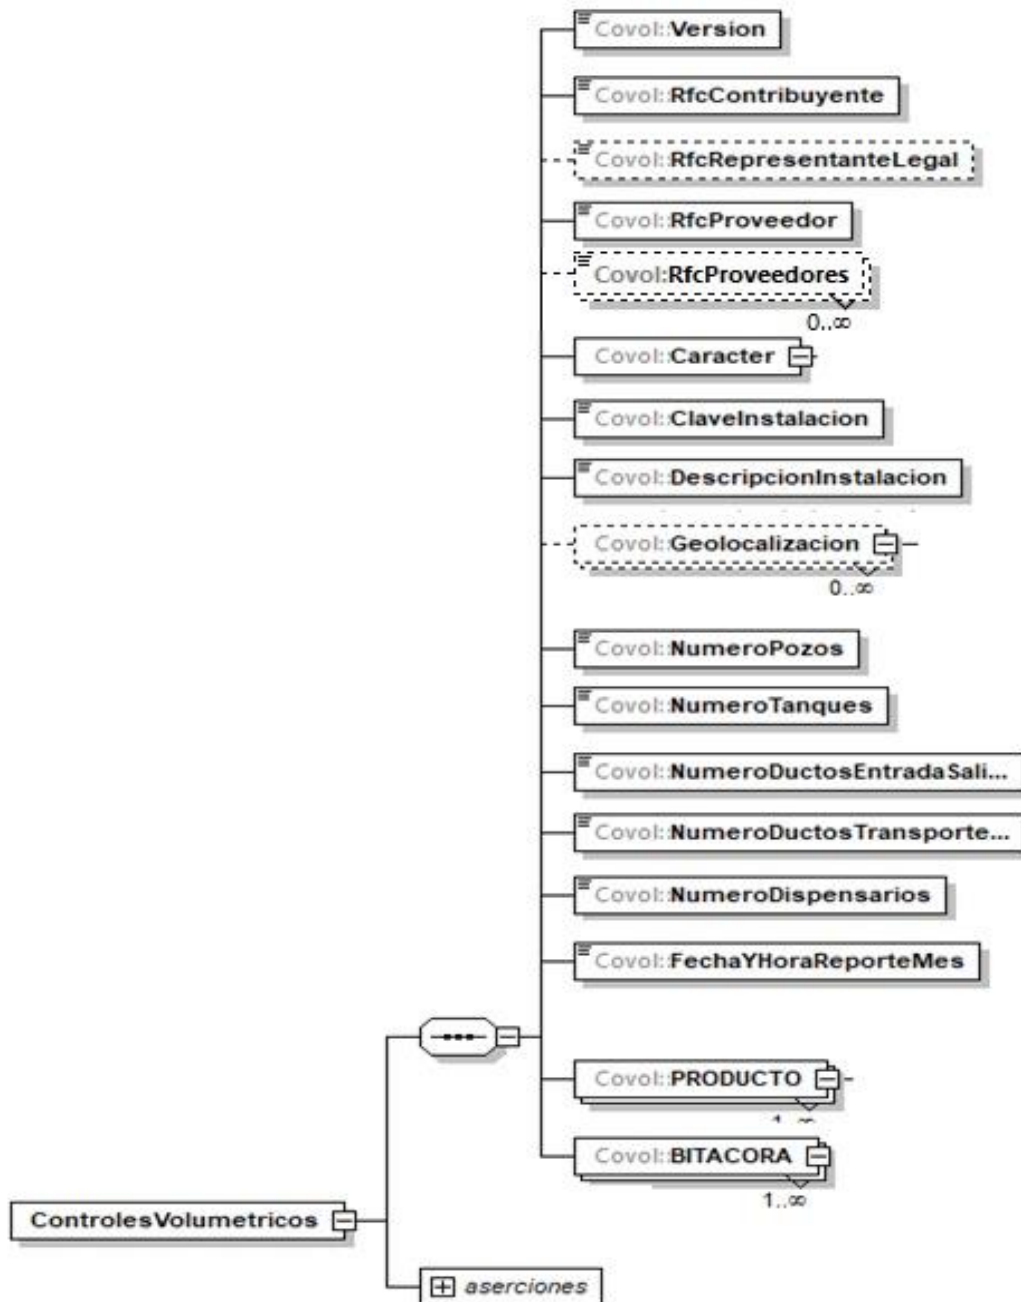 Covol::Version
Covol::RfcContribuyente
Covol::RfcRepresentanteLegal
Covol::RfcProveedor
Covol:RfcProveedores
0..∞
Covol::Caracter
Covol::ClaveInstalacion
Covol::DescripcionInstalacion
Covol::Geolocalizacion
0..∞
Covol::NumeroPozos
Covol::NumeroTanques
Covol::NumeroDuctosEntradaSali...
Covol::NumeroDuctosTransporte...
Covol::NumeroDispensarios
Covol::FechaYHoraReporteMes
Covol::PRODUCTO
1..∞
Covol::BITACORA
1..∞
ControlesVolumetricos
aserciones